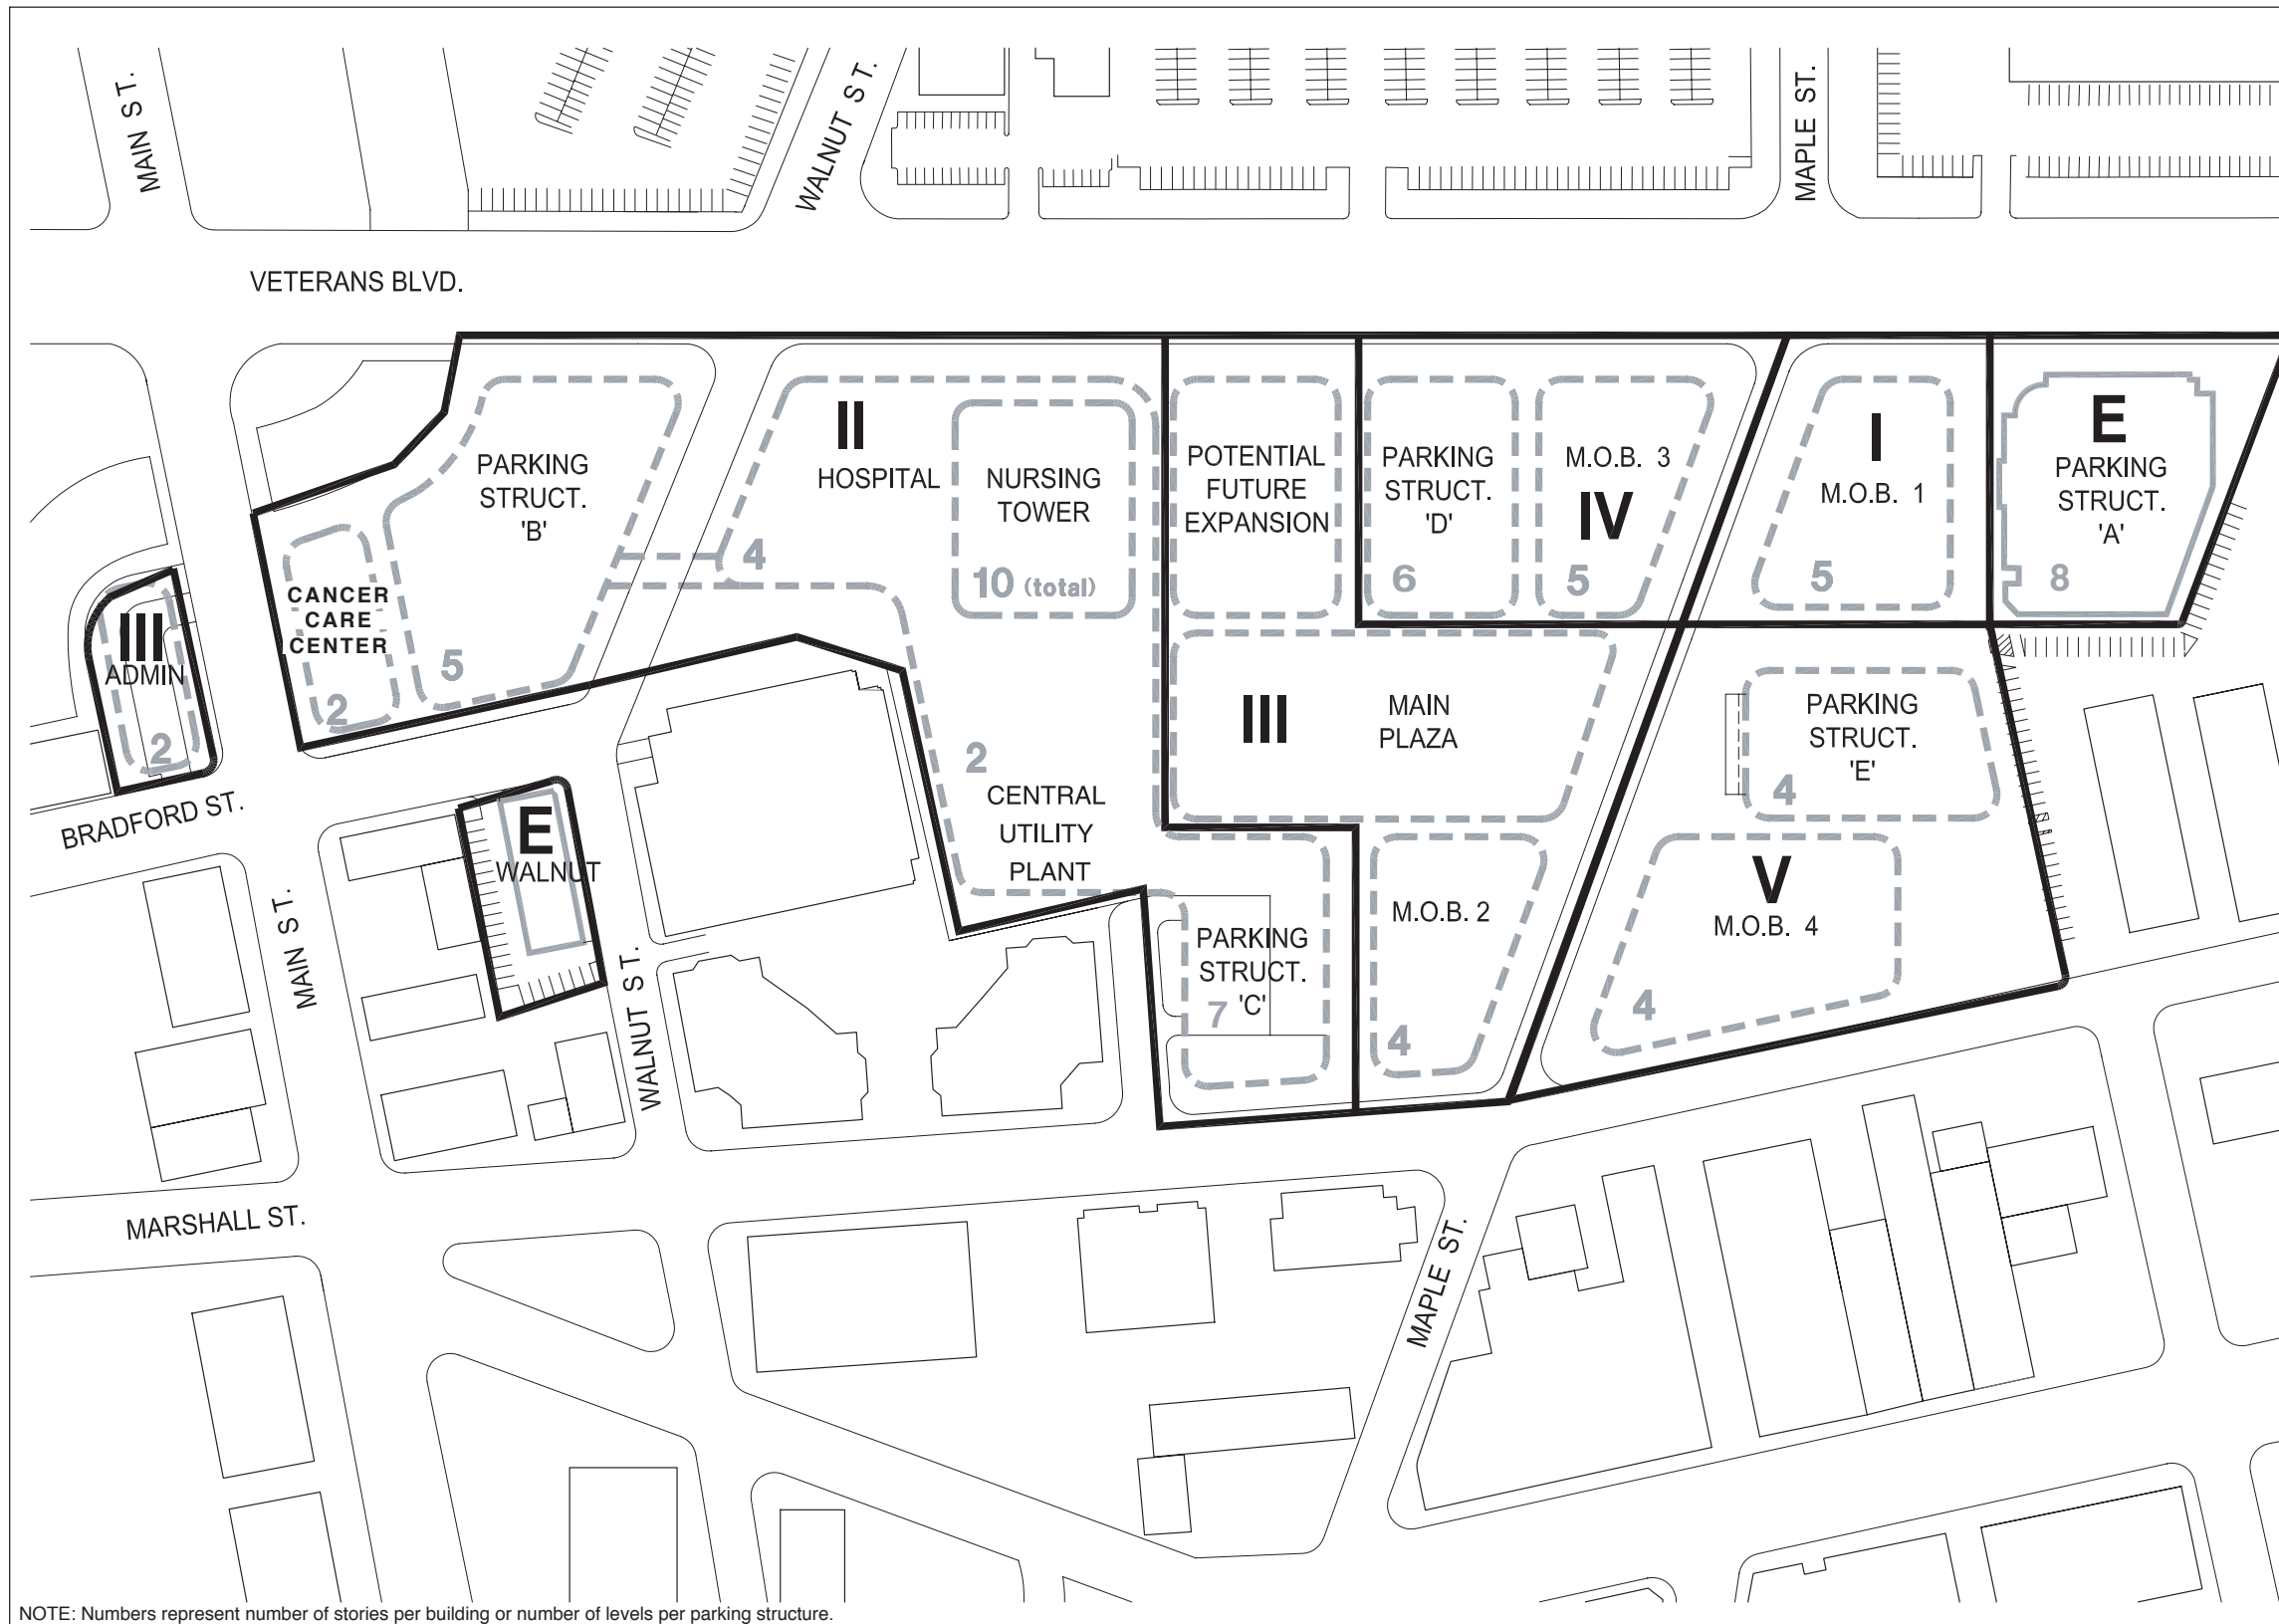 MAIN ST.
WALNUT ST.
MAPLE ST.
VETERANS BLVD.
PARKING
STRUCT.
'B'
5
II
HOSPITAL
4
NURSING
TOWER
10 (total)
POTENTIAL
FUTURE
EXPANSION
PARKING
STRUCT.
'D'
6
M.O.B. 3
IV
5
I
M.O.B. 1
5
E
PARKING
STRUCT.
'A'
8
CANCER
CARE
CENTER
2
III
ADMIN
2
BRADFORD ST.
E
WALNUT
2
CENTRAL
UTILITY
PLANT
III
MAIN
PLAZA
PARKING
STRUCT.
'E'
4
V
M.O.B. 4
4
M.O.B. 2
4
PARKING
STRUCT.
'C'
7
MAIN ST.
WALNUT ST.
MARSHALL ST.
MAPLE ST.
NOTE: Numbers represent number of stories per building or number of levels per parking structure.